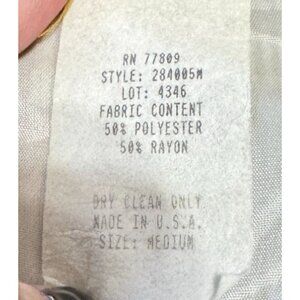 RN 77809
STYLE: 284005M
LOT: 4346
FABRIC CONTENT
50% POLYESTER
50% RAYON
DRY CLEAN ONLY
MADE IN U.S.A.
SIZE: MEDIUM